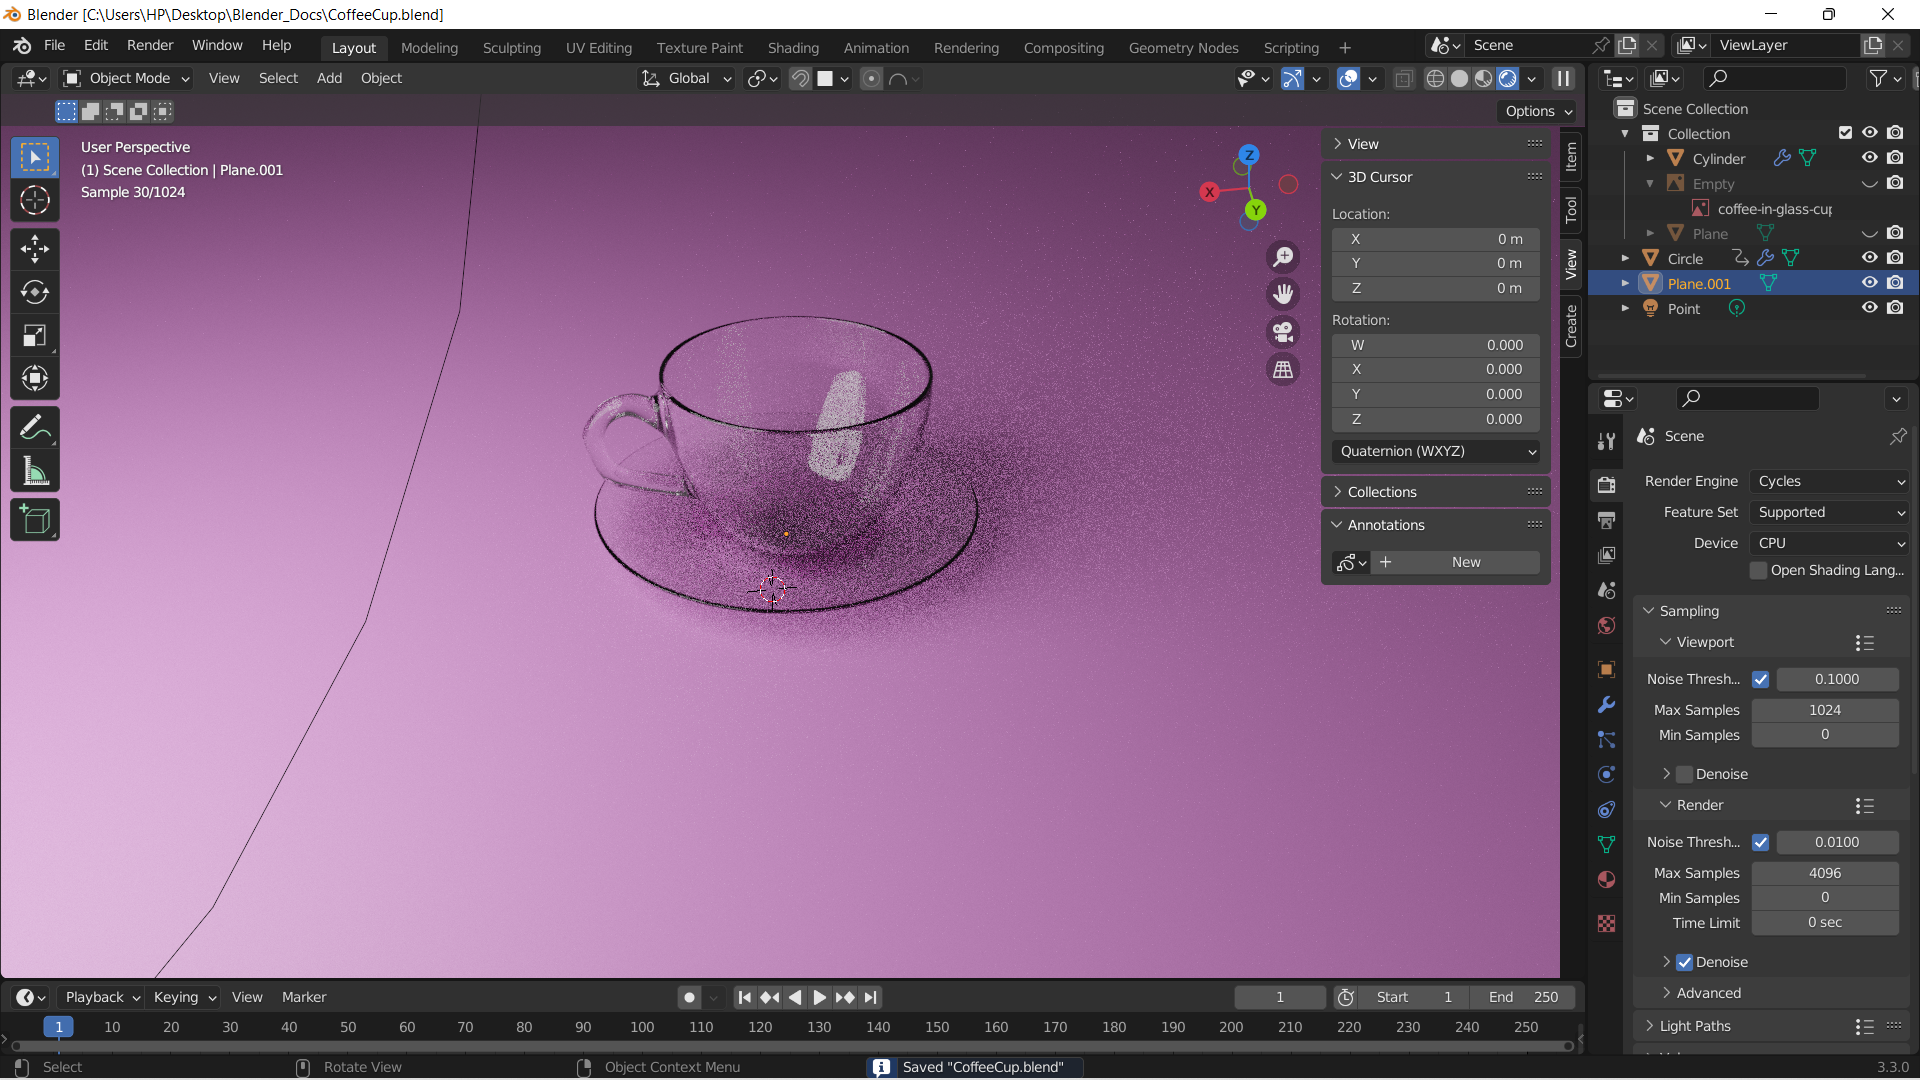 Blender [C:\Users\HP\Desktop\Blender_Docs\CoffeeCup.blend]
File Edit Render Window Help
Layout Modeling Sculpting UV Editing Texture Paint Shading Animation Rendering Compositing Geometry Nodes Scripting +
Scene
ViewLayer
Object Mode View Select Add Object
Global
Options
User Perspective
(1) Scene Collection | Plane.001
Sample 30/1024
Z
X
Y
View
3D Cursor
Location:
X 0 m
Y 0 m
Z 0 m
Rotation:
W 0.000
X 0.000
Y 0.000
Z 0.000
Quaternion (WXYZ)
Collections
Annotations
New
Item
Tool
View
Create
Scene Collection
Collection
Cylinder
Empty
coffee-in-glass-cup
Plane
Circle
Plane.001
Point
Scene
Render Engine Cycles
Feature Set Supported
Device CPU
Open Shading Lang...
Sampling
Viewport
Noise Thresh... 0.1000
Max Samples 1024
Min Samples 0
Denoise
Render
Noise Thresh... 0.0100
Max Samples 4096
Min Samples 0
Time Limit 0 sec
Denoise
Advanced
Light Paths
Playback Keying View Marker
1 Start 1 End 250
1 10 20 30 40 50 60 70 80 90 100 110 120 130 140 150 160 170 180 190 200 210 220 230 240 250
Select Rotate View Object Context Menu Saved "CoffeeCup.blend" 3.3.0